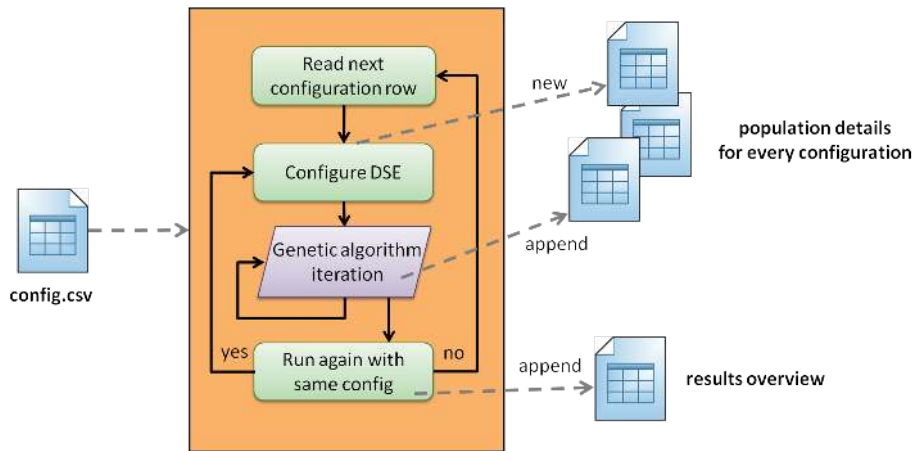 Read next
configuration row
new
population details
for every configuration
Configure DSE
Genetic algorithm
iteration
append
config.csv
yes
no
Run again with
same config
append
results overview